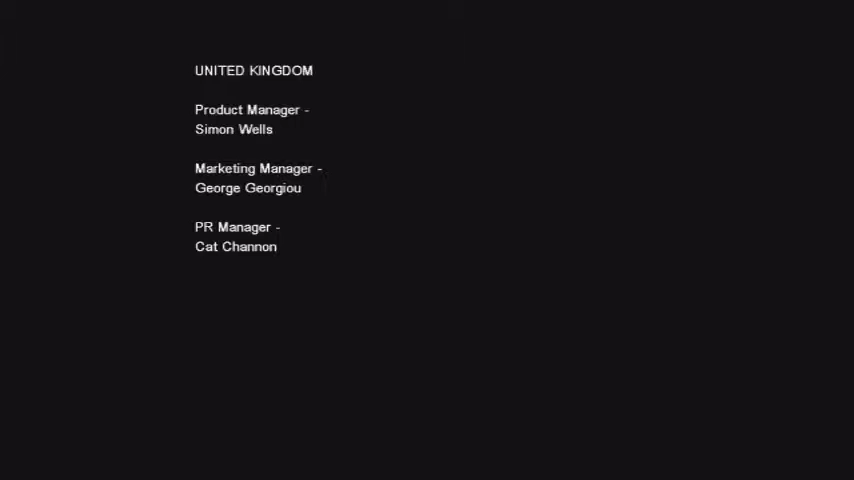 UNITED KINGDOM
Product Manager -
Simon Wells
Marketing Manager -
George Georgiou
PR Manager -
Cat Channon